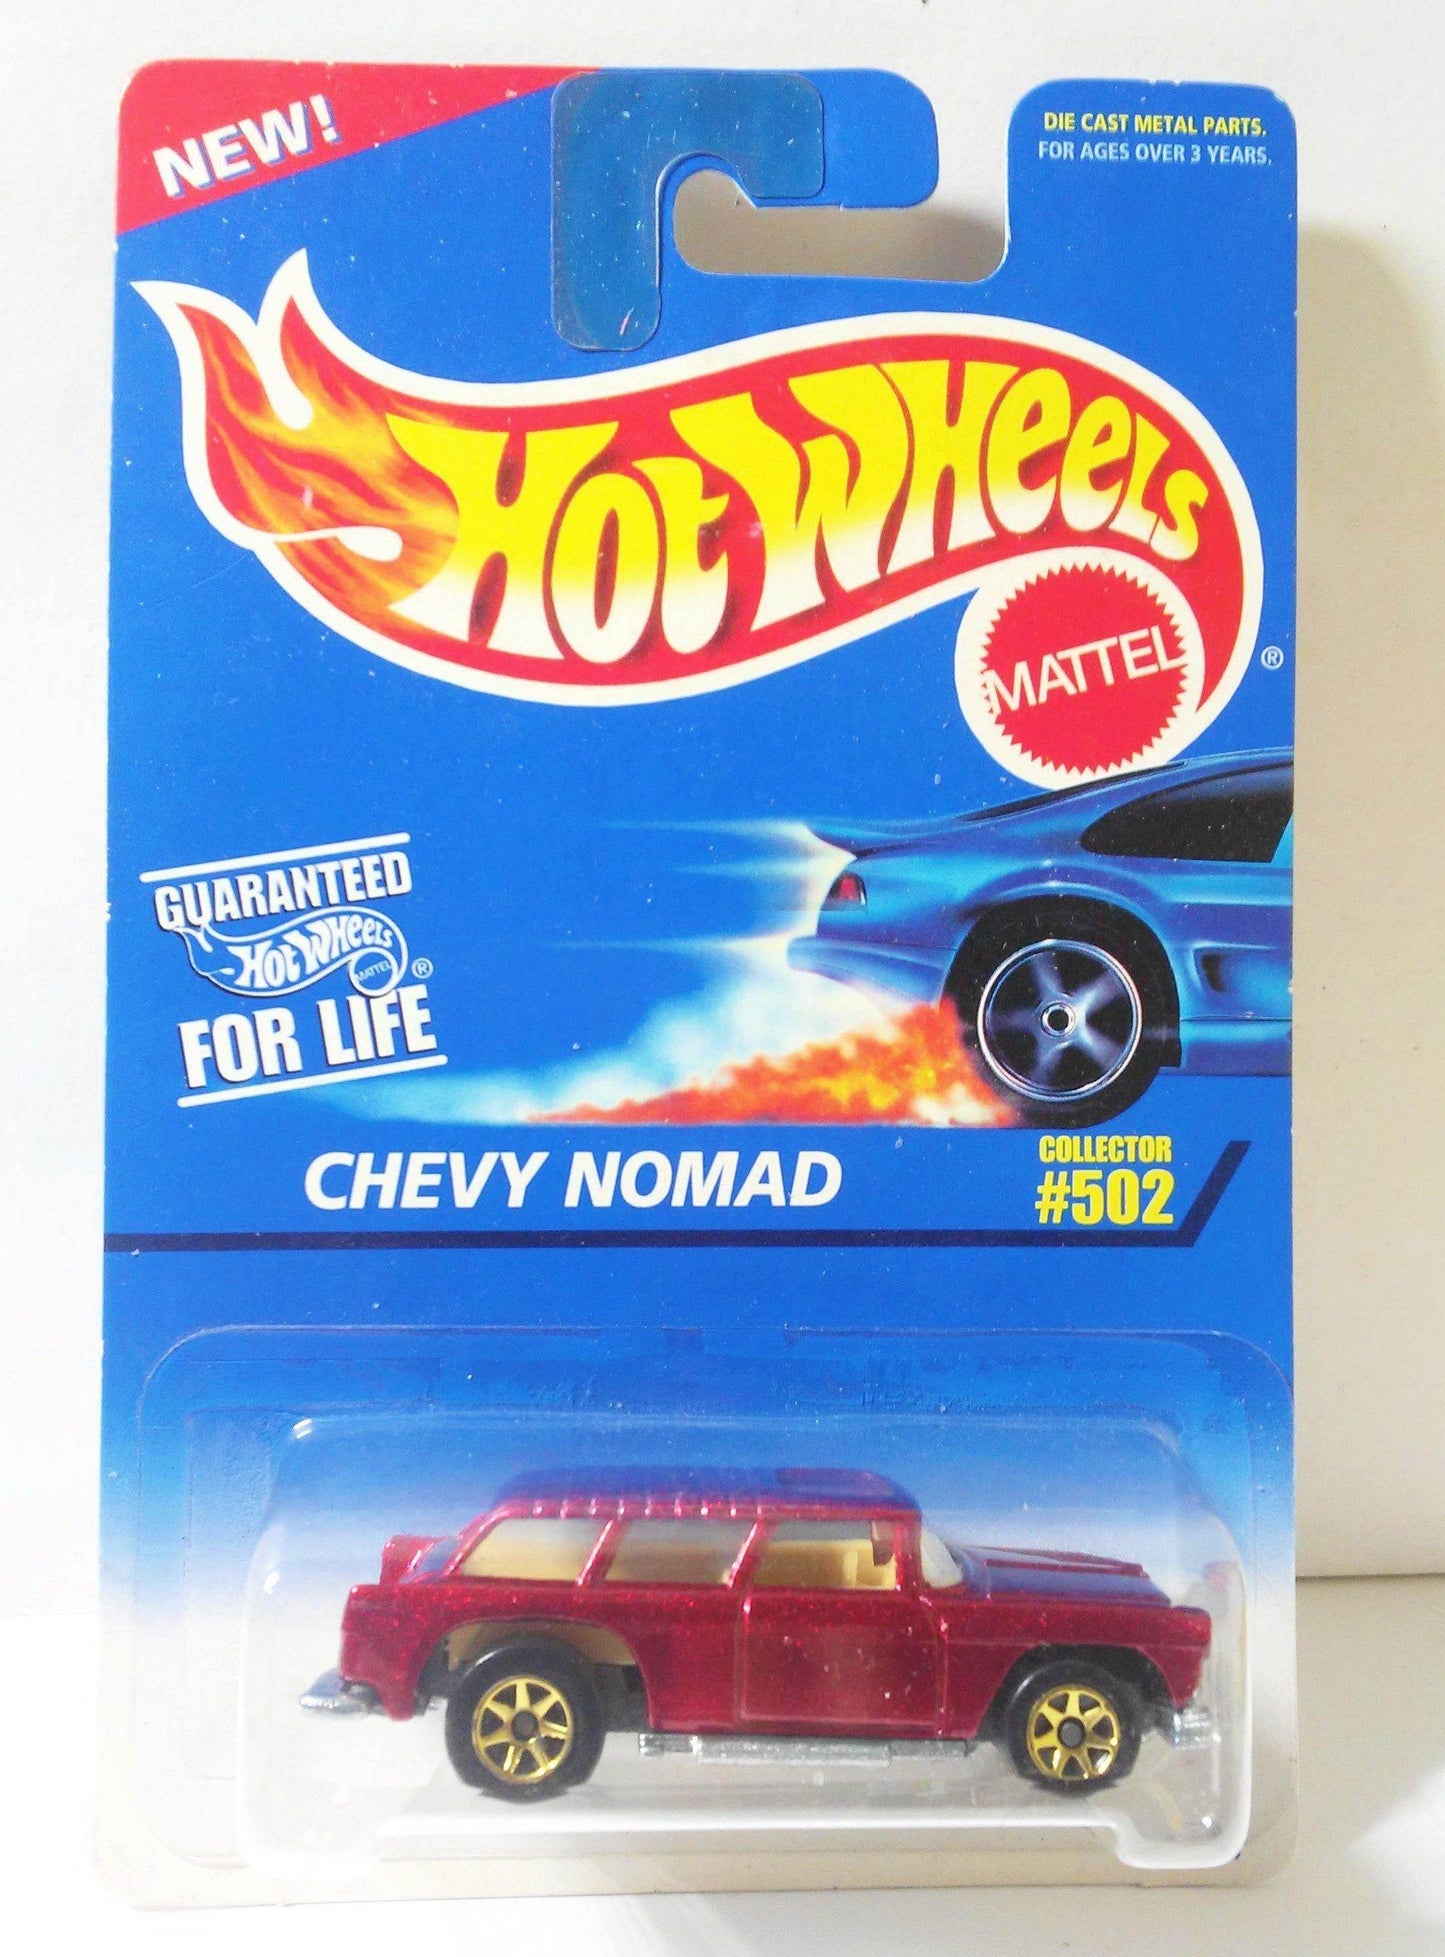 NEW!
DIE CAST METAL PARTS.
FOR AGES OVER 3 YEARS.
HOT WHEELS
MATTEL
®
GUARANTEED
HOT WHEELS
MATTEL ®
FOR LIFE
CHEVY NOMAD
COLLECTOR
#502